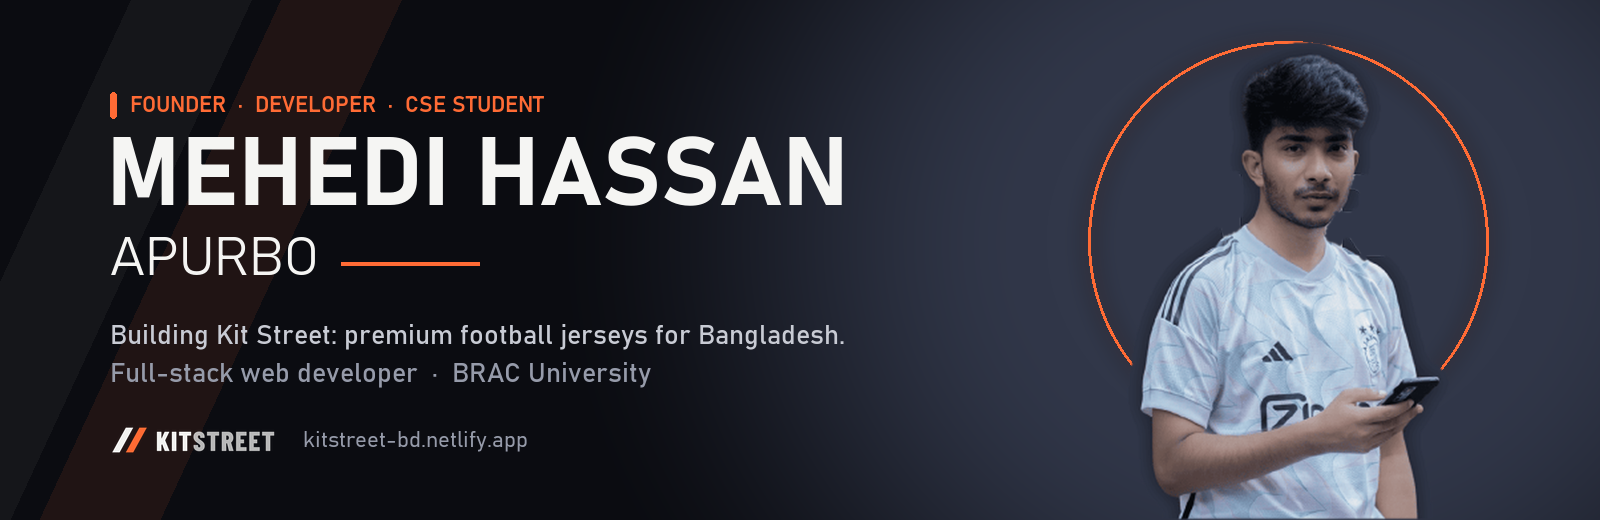 FOUNDER · DEVELOPER · CSE STUDENT
MEHEDI HASSAN
APURBO
Building Kit Street: premium football jerseys for Bangladesh.
Full-stack web developer · BRAC University
KITSTREET kitstreet-bd.netlify.app